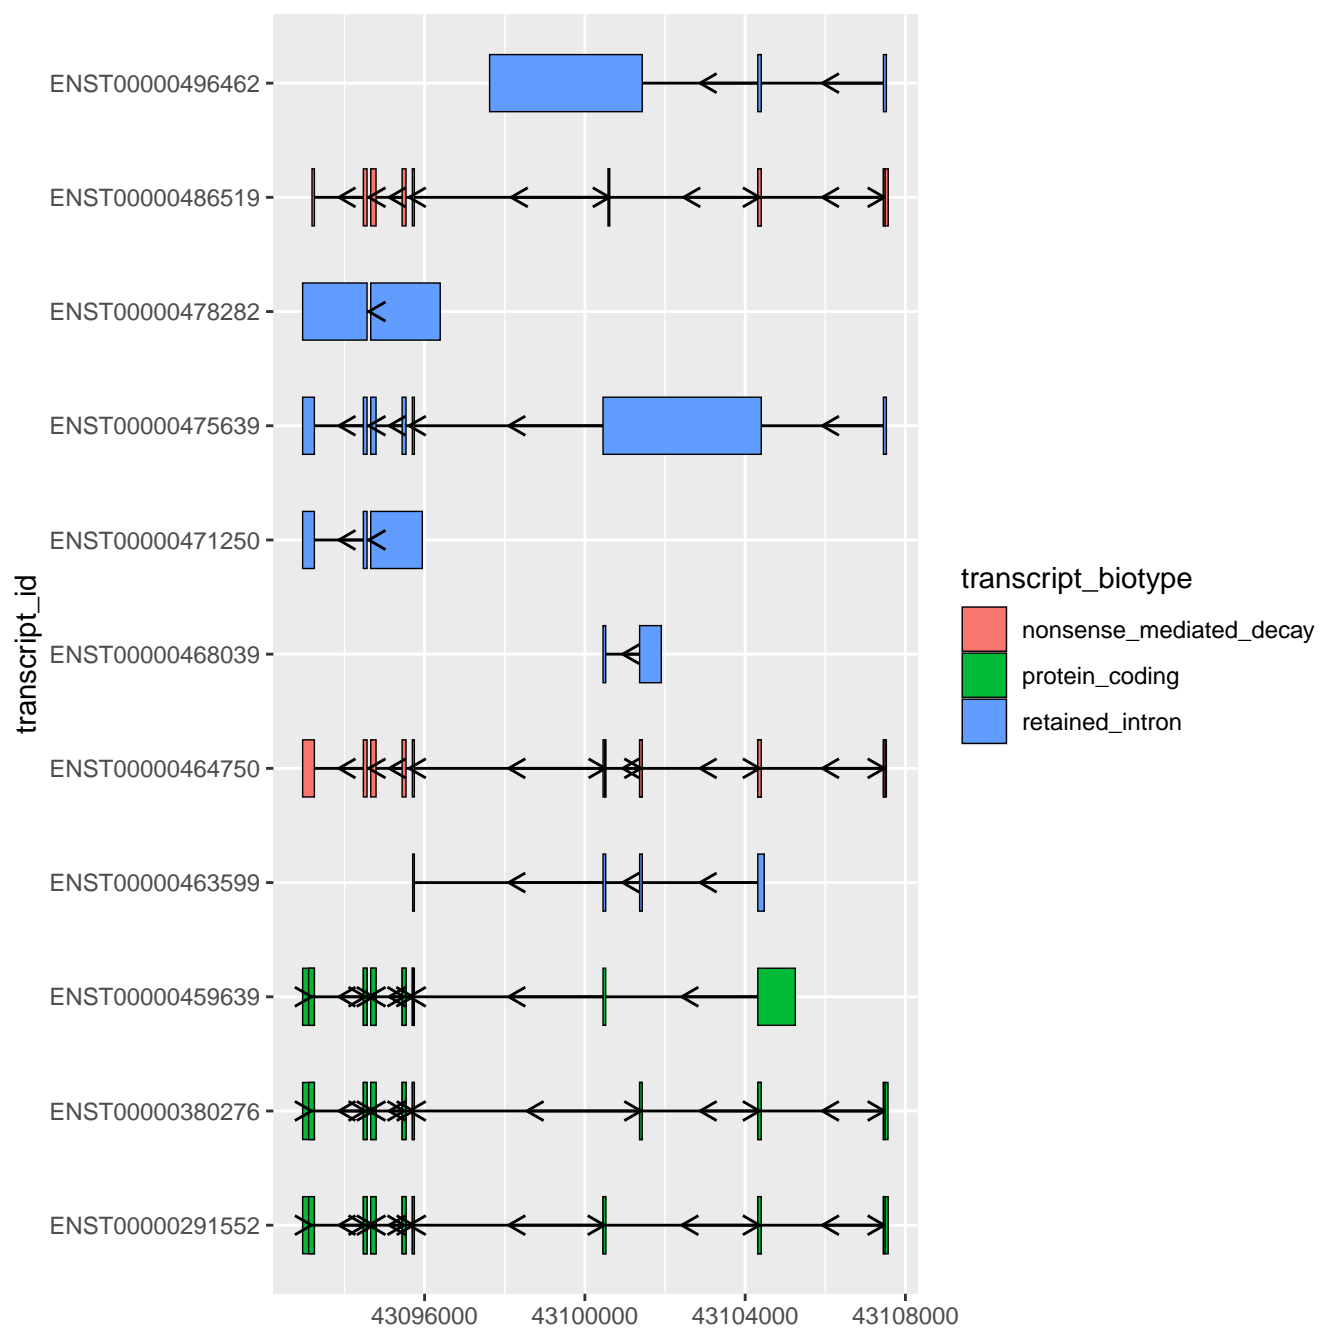 ENST00000496462
ENST00000486519
ENST00000478282
ENST00000475639
ENST00000471250
ENST00000468039
ENST00000464750
ENST00000463599
ENST00000459639
ENST00000380276
ENST00000291552
transcript_id
43096000
43100000
43104000
43108000
transcript_biotype
nonsense_mediated_decay
protein_coding
retained_intron